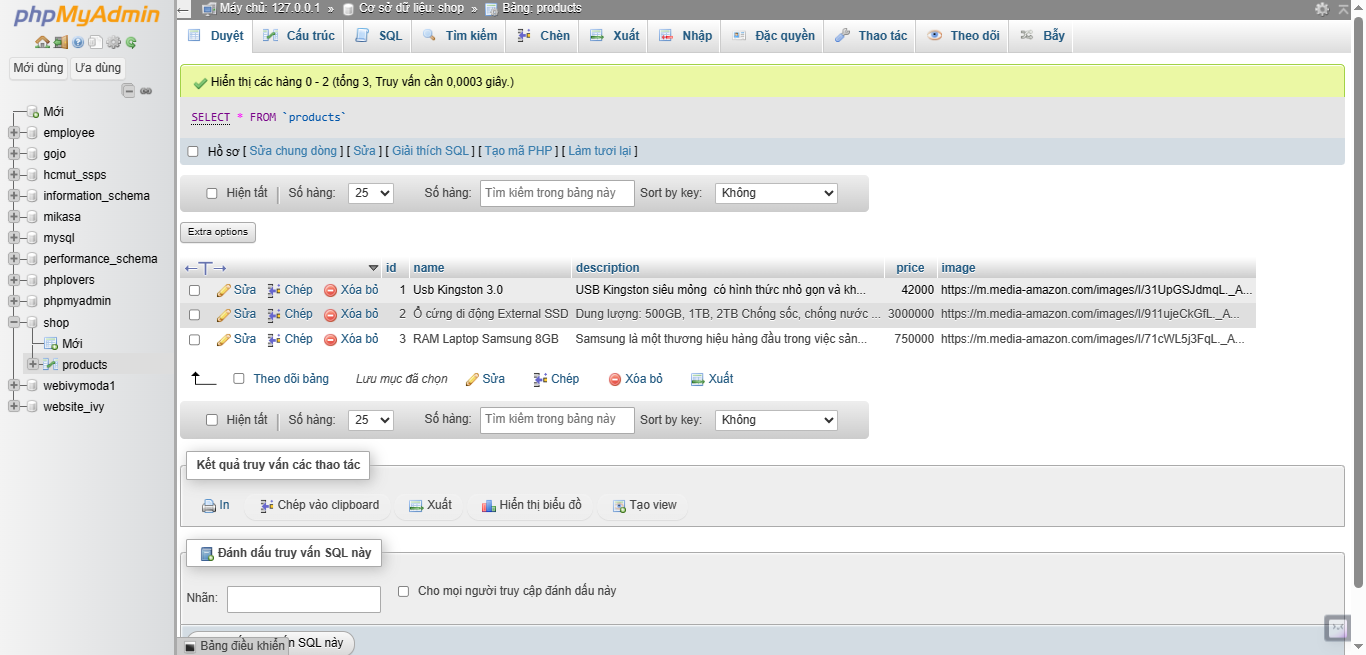 phpMyAdmin
Mới dùng Ưa dùng
Mới
employee
gojo
hcmut_ssps
information_schema
mikasa
mysql
performance_schema
phplovers
phpmyadmin
shop
Mới
products
webivymoda1
website_ivy
Máy chủ: 127.0.0.1 » Cơ sở dữ liệu: shop » Bảng: products
Duyệt Cấu trúc SQL Tìm kiếm Chèn Xuất Nhập Đặc quyền Thao tác Theo dõi Bẫy
Hiển thị các hàng 0 - 2 (tổng 3, Truy vấn cần 0,0003 giây.)
SELECT * FROM `products`
Hồ sơ [ Sửa chung dòng ] [ Sửa ] [ Giải thích SQL ] [ Tạo mã PHP ] [ Làm tươi lại ]
Hiện tất Số hàng: 25 Số hàng: Tìm kiếm trong bảng này Sort by key: Không
Extra options
←T→ id name description price image
Sửa Chép Xóa bỏ 1 Usb Kingston 3.0 USB Kingston siêu mỏng có hình thức nhỏ gọn và kh... 42000 https://m.media-amazon.com/images/I/31UpGSJdmqL._A...
Sửa Chép Xóa bỏ 2 Ổ cứng di động External SSD Dung lượng: 500GB, 1TB, 2TB Chống sốc, chống nước ... 3000000 https://m.media-amazon.com/images/I/911ujeCkGfL._A...
Sửa Chép Xóa bỏ 3 RAM Laptop Samsung 8GB Samsung là một thương hiệu hàng đầu trong việc sản... 750000 https://m.media-amazon.com/images/I/71cWL5j3FqL._A...
Theo dõi bảng Lưu mục đã chọn Sửa Chép Xóa bỏ Xuất
Hiện tất Số hàng: 25 Số hàng: Tìm kiếm trong bảng này Sort by key: Không
Kết quả truy vấn các thao tác
In Chép vào clipboard Xuất Hiển thị biểu đồ Tạo view
Đánh dấu truy vấn SQL này
Nhãn: Cho mọi người truy cập đánh dấu này
Bảng điều khiển SQL này